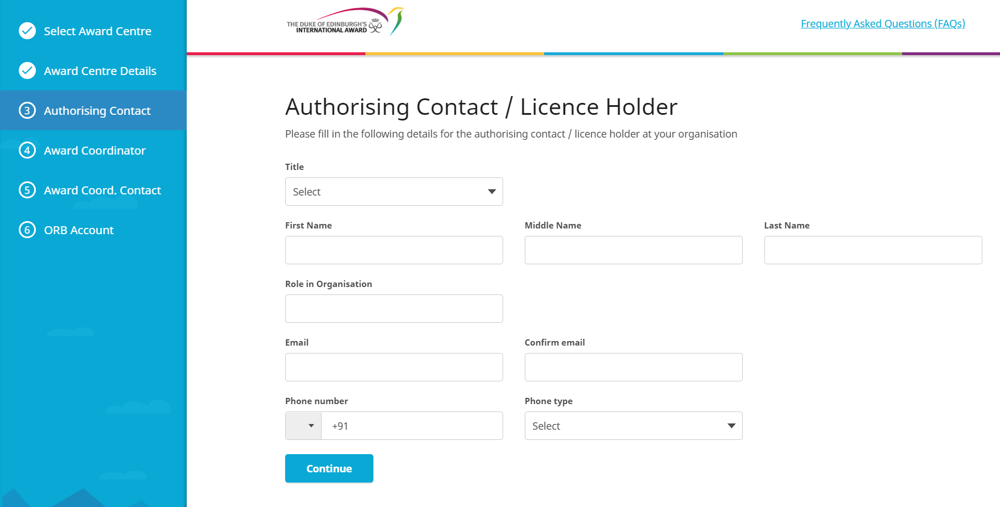 Select Award Centre
Award Centre Details
3 Authorising Contact
4 Award Coordinator
5 Award Coord. Contact
6 ORB Account
THE DUKE OF EDINBURGH'S
INTERNATIONAL AWARD
Frequently Asked Questions (FAQs)
Authorising Contact / Licence Holder
Please fill in the following details for the authorising contact / licence holder at your organisation
Title
Select
First Name Middle Name Last Name
Role in Organisation
Email Confirm email
Phone number Phone type
+91 Select
Continue